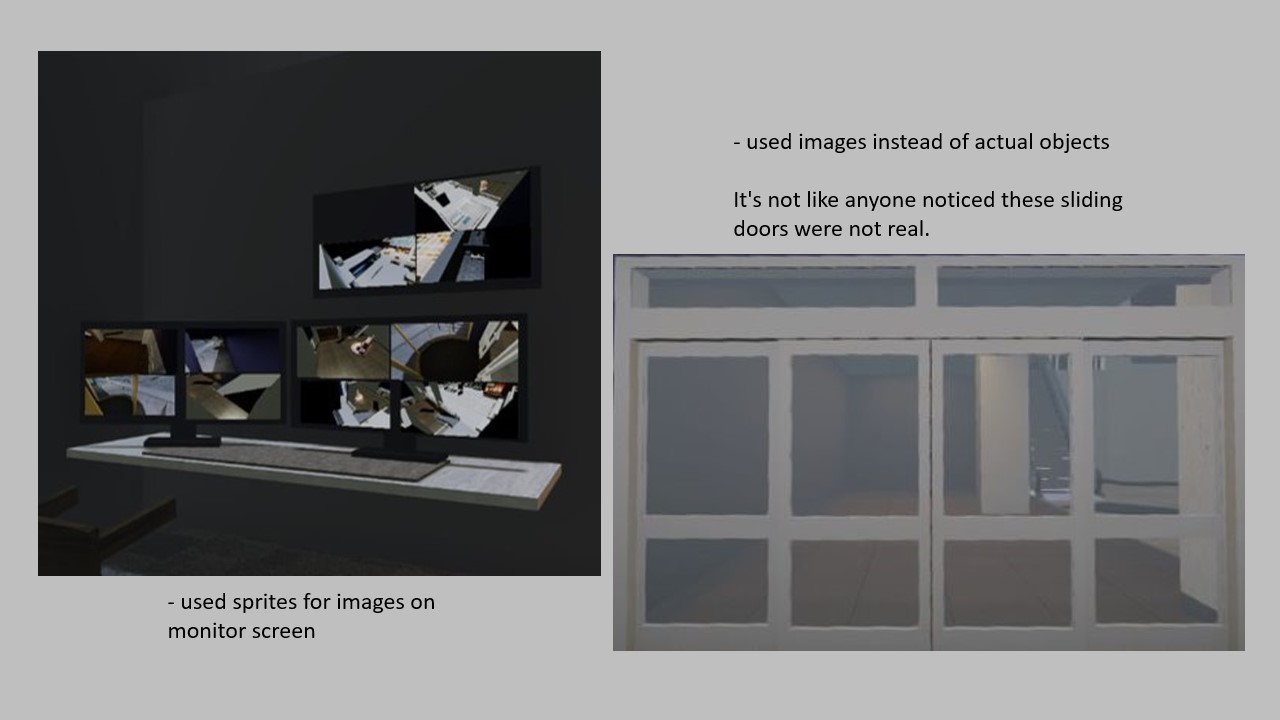 - used images instead of actual objects
It's not like anyone noticed these sliding
doors were not real.
- used sprites for images on
monitor screen